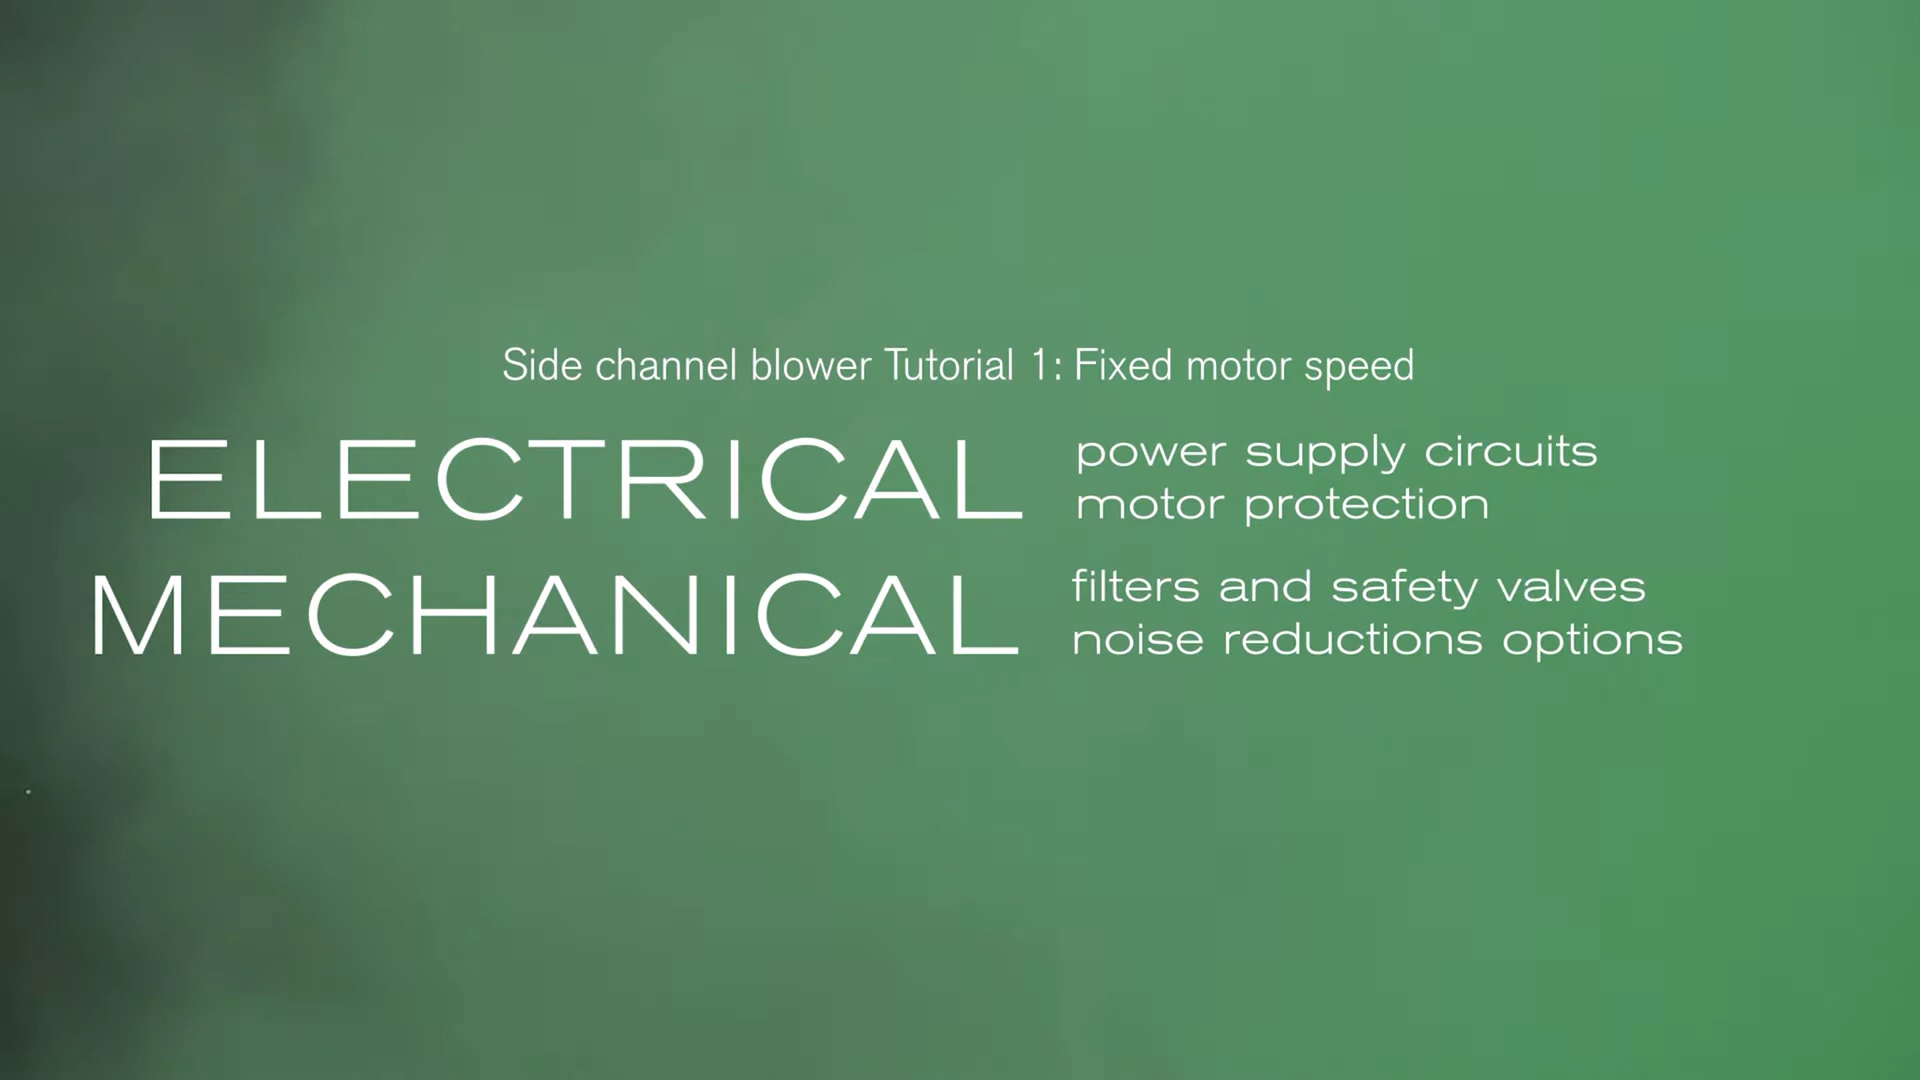 Side channel blower Tutorial 1: Fixed motor speed
ELECTRICAL
power supply circuits
motor protection
MECHANICAL
filters and safety valves
noise reductions options